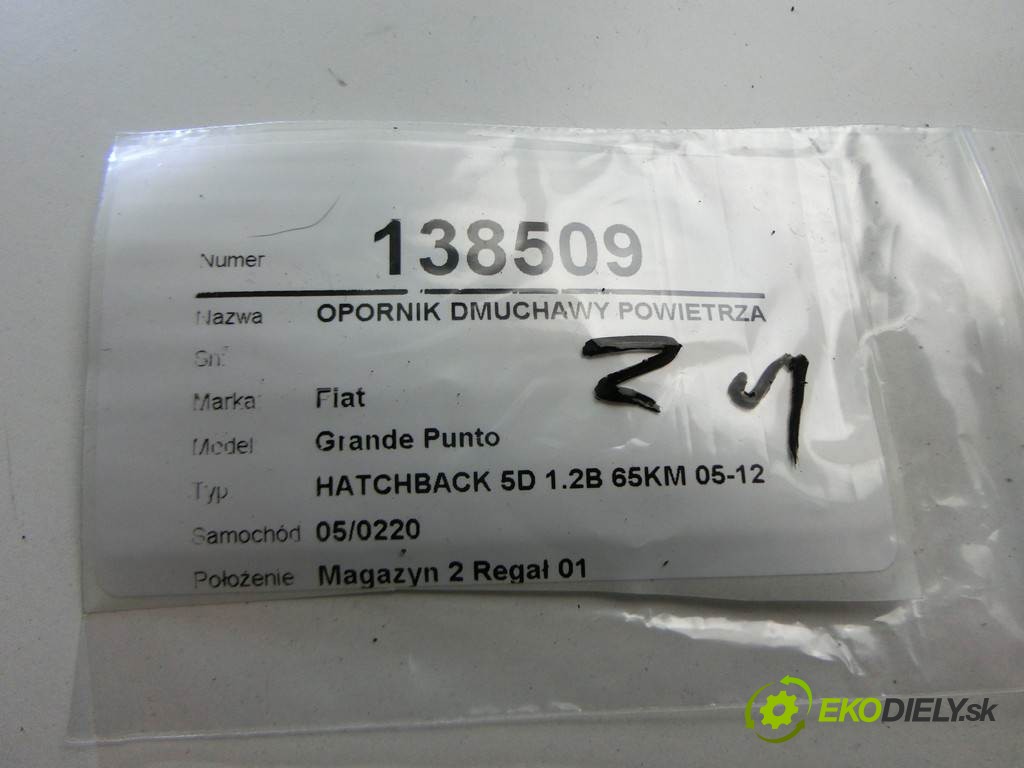 Numer 138509
Nazwa OPORNIK DMUCHAWY POWIETRZA
Sn:
Marka: Fiat
Model Grande Punto
Typ HATCHBACK 5D 1.2B 65KM 05-12
Samochód 05/0220
Położenie Magazyn 2 Regał 01
EKODIELY.sk